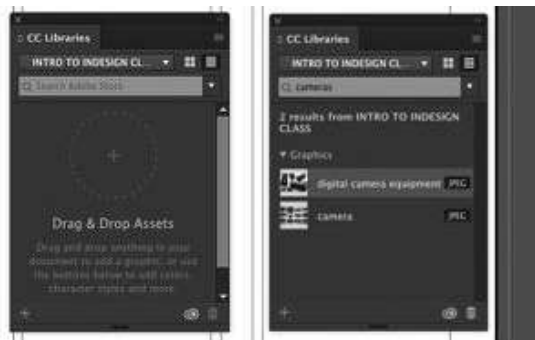 CC Libraries
INTRO TO INDESIGN CL...
Search Adobe Stock
Drag & Drop Assets
Drag and drop anything in your
document to add a graphic, or use
the buttons below to add colors,
character styles and more.
CC Libraries
INTRO TO INDESIGN CL...
cameras
2 results from INTRO TO INDESIGN
CLASS
Graphics
digital camera equipment JPEG
camera JPEG